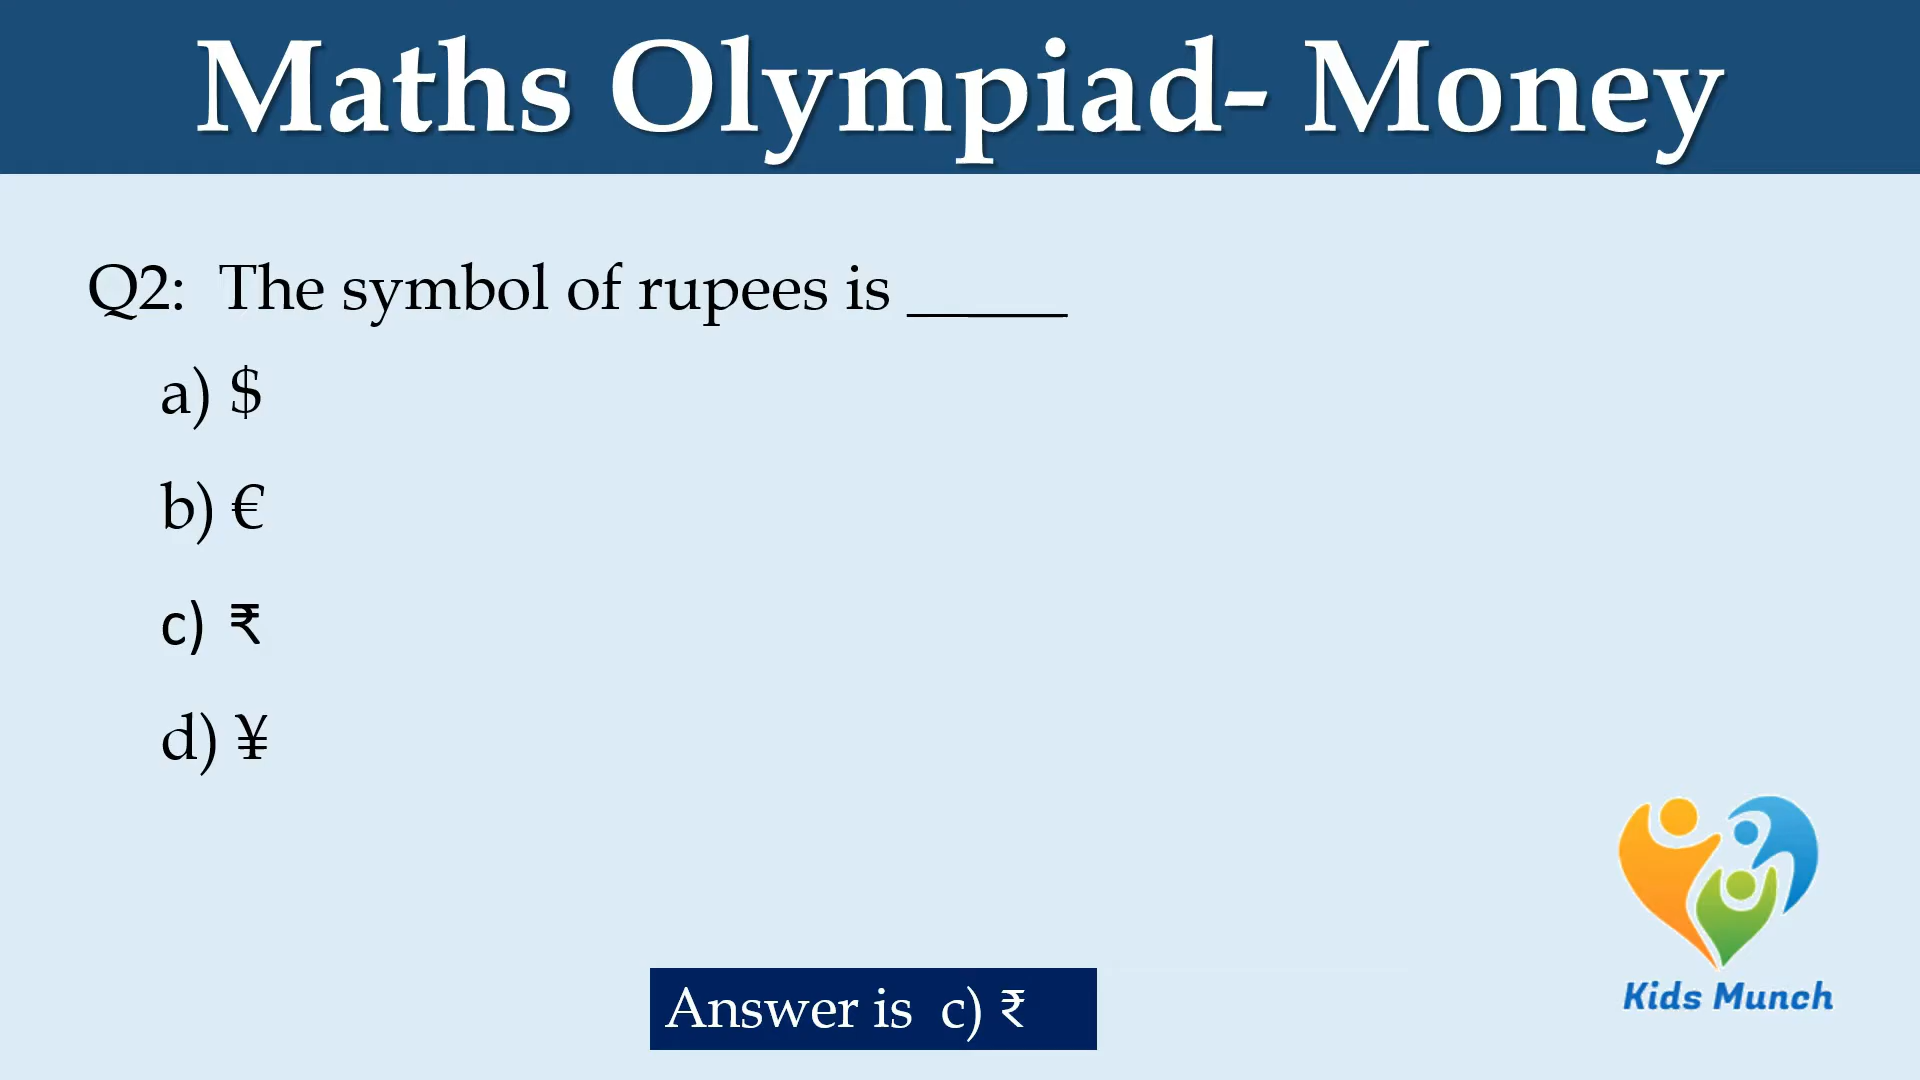 Maths Olympiad- Money
Q2: The symbol of rupees is _____
a) $
b) €
c) ₹
d) ¥
Kids Munch
Answer is c) ₹